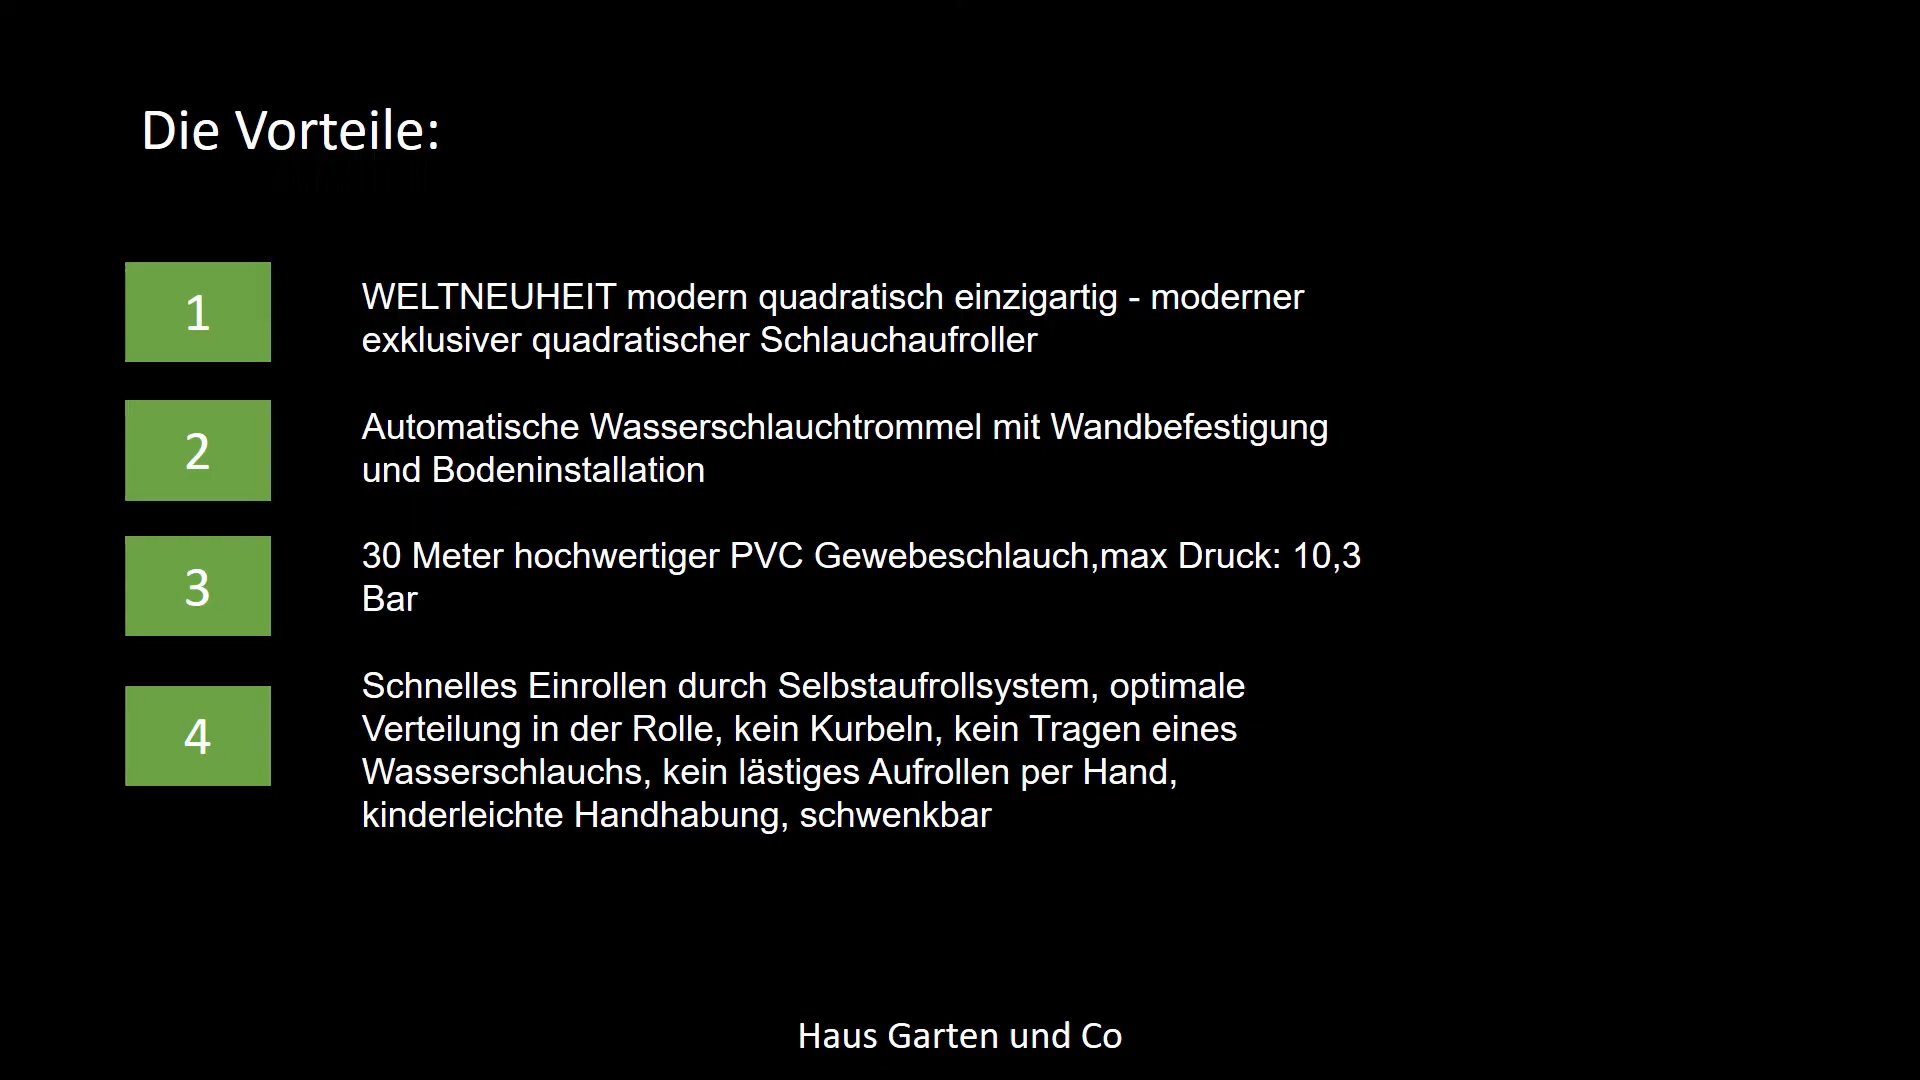 Die Vorteile:
1
WELTNEUHEIT modern quadratisch einzigartig - moderner
exklusiver quadratischer Schlauchaufroller
2
Automatische Wasserschlauchtrommel mit Wandbefestigung
und Bodeninstallation
3
30 Meter hochwertiger PVC Gewebeschlauch,max Druck: 10,3
Bar
4
Schnelles Einrollen durch Selbstaufrollsystem, optimale
Verteilung in der Rolle, kein Kurbeln, kein Tragen eines
Wasserschlauchs, kein lästiges Aufrollen per Hand,
kinderleichte Handhabung, schwenkbar
Haus Garten und Co